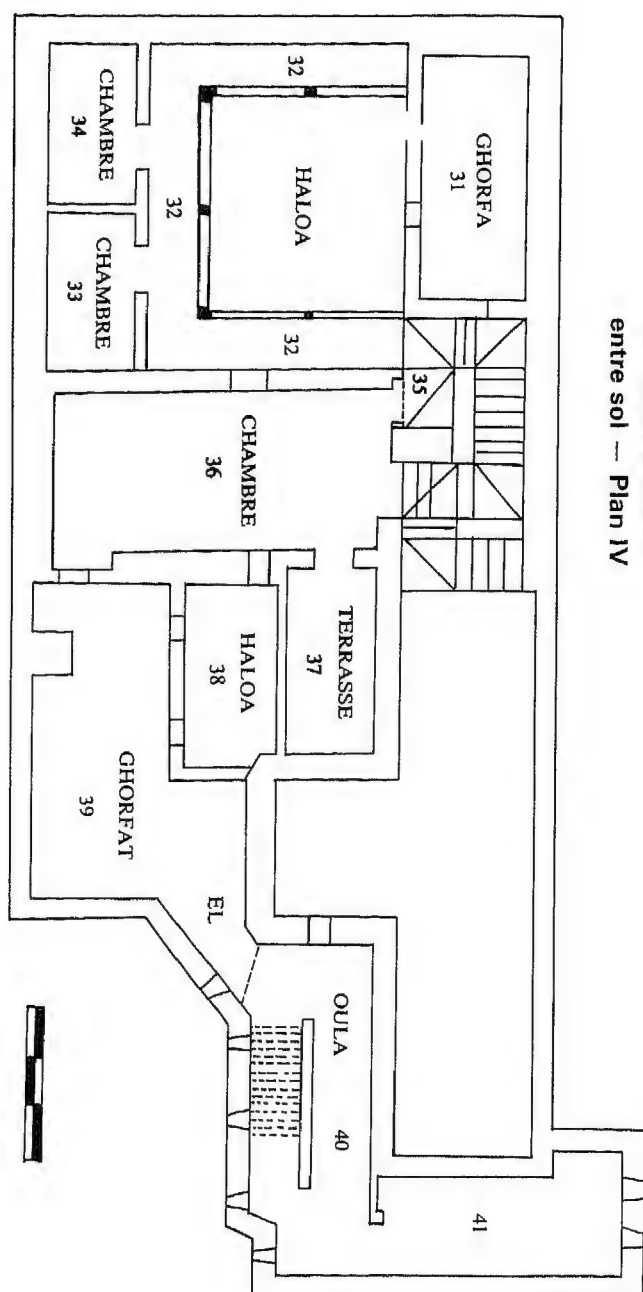 entre sol — Plan IV
GHORFA
31
32
HALOA
32
32
CHAMBRE
34
CHAMBRE
33
35
CHAMBRE
36
TERRASSE
37
HALOA
38
GHORFAT
39
EL
OULA
40
41